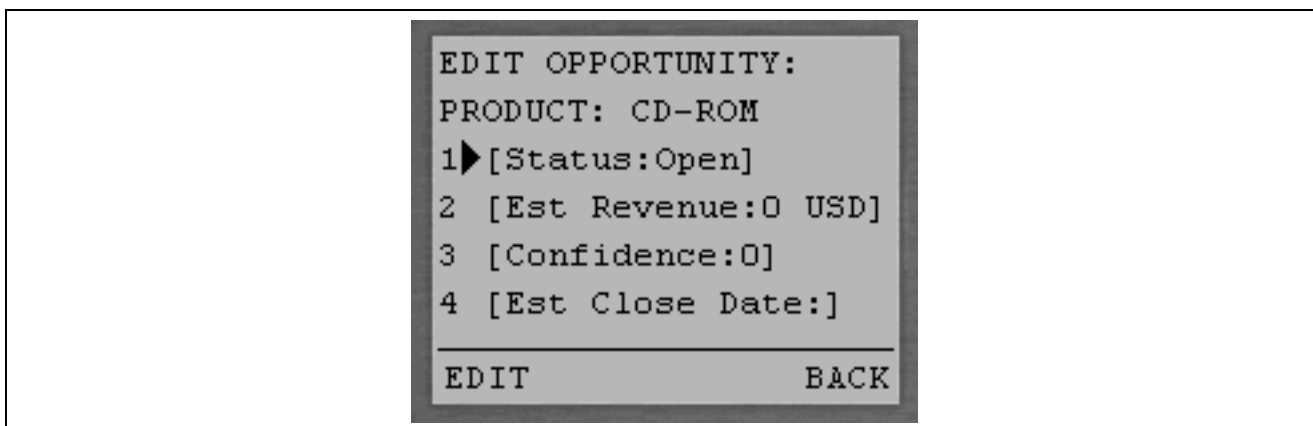 EDIT OPPORTUNITY:
PRODUCT: CD-ROM
1 [Status:Open]
2 [Est Revenue:0 USD]
3 [Confidence:0]
4 [Est Close Date:]
EDIT BACK